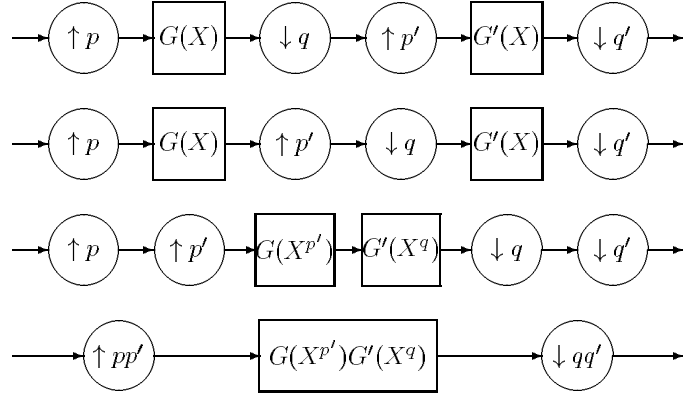 ↑ p G(X) ↓ q ↑ p′ G′(X) ↓ q′
↑ p G(X) ↑ p′ ↓ q G′(X) ↓ q′
↑ p ↑ p′ G(X^{p′}) G′(X^q) ↓ q ↓ q′
↑ pp′ G(X^{p′})G′(X^q) ↓ qq′